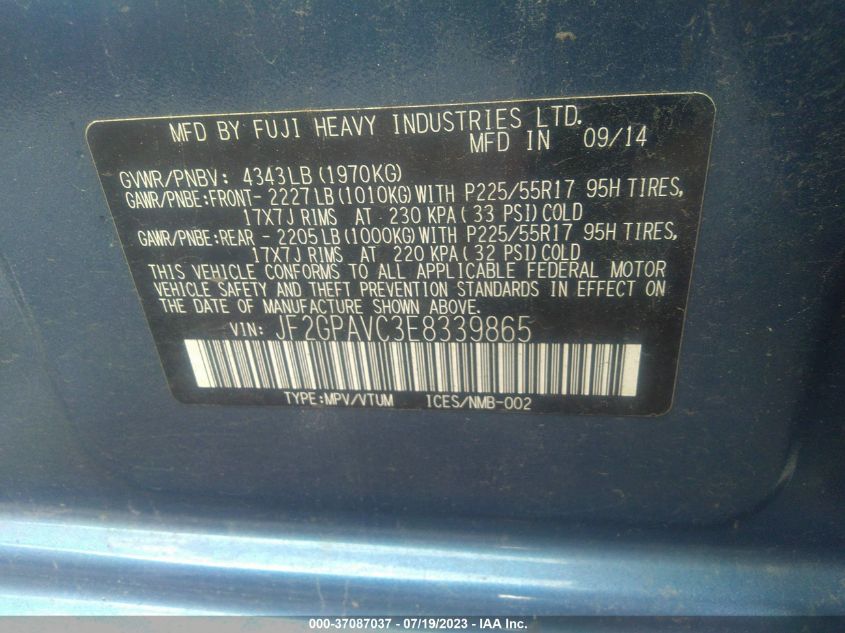 MFD BY FUJI HEAVY INDUSTRIES LTD.
MFD IN 09/14
GVWR/PNBV: 4343LB(1970KG)
GAWR/PNBE:FRONT- 2227LB(1010KG)WITH P225/55R17 95H TIRES,
17X7J RIMS AT 230 KPA( 33 PSI)COLD
GAWR/PNBE:REAR - 2205LB(1000KG)WITH P225/55R17 95H TIRES,
17X7J RIMS AT 220 KPA( 32 PSI)COLD
THIS VEHICLE CONFORMS TO ALL APPLICABLE FEDERAL MOTOR
VEHICLE SAFETY AND THEFT PREVENTION STANDARDS IN EFFECT ON
THE DATE OF MANUFACTURE SHOWN ABOVE.
VIN: JF2GPAVC3E8339865
TYPE:MPV/VTUM ICES/NMB-002
000-37087037 - 07/19/2023 - IAA Inc.